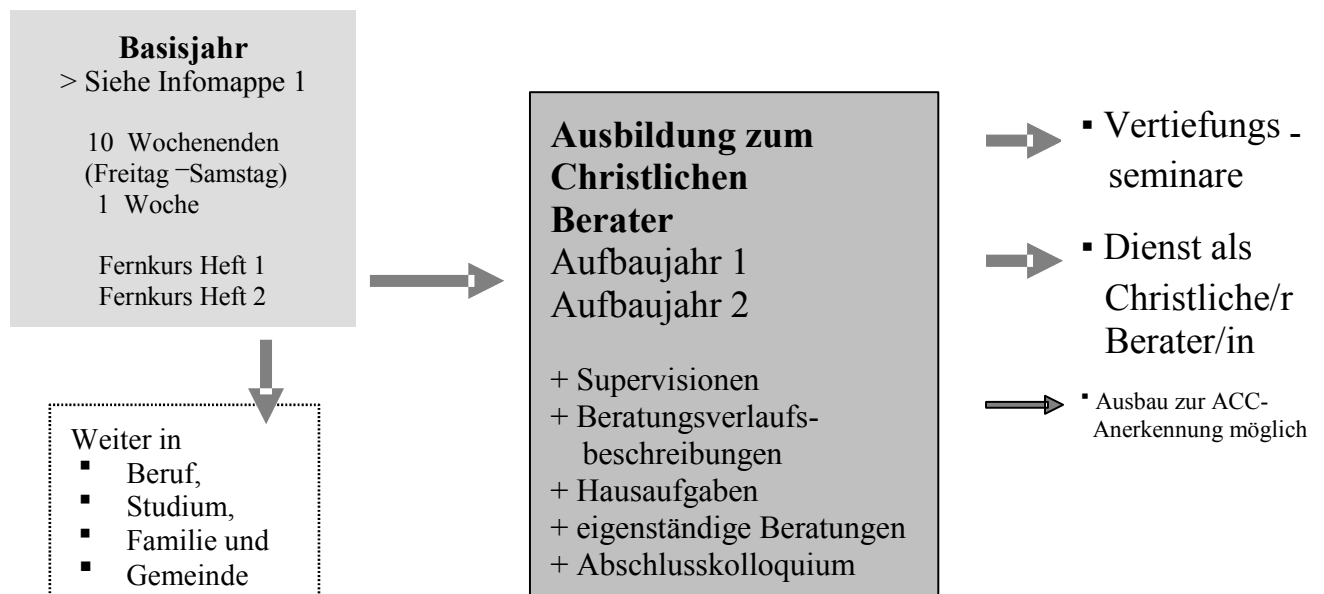 Basisjahr
> Siehe Infomappe 1
10 Wochenenden
(Freitag –Samstag)
1 Woche
Fernkurs Heft 1
Fernkurs Heft 2
Weiter in
▪ Beruf,
▪ Studium,
▪ Familie und
▪ Gemeinde
Ausbildung zum
Christlichen
Berater
Aufbaujahr 1
Aufbaujahr 2
+ Supervisionen
+ Beratungsverlaufs-
beschreibungen
+ Hausaufgaben
+ eigenständige Beratungen
+ Abschlusskolloquium
▪ Vertiefungs -
seminare
▪ Dienst als
Christliche/r
Berater/in
▪ Ausbau zur ACC-
Anerkennung möglich